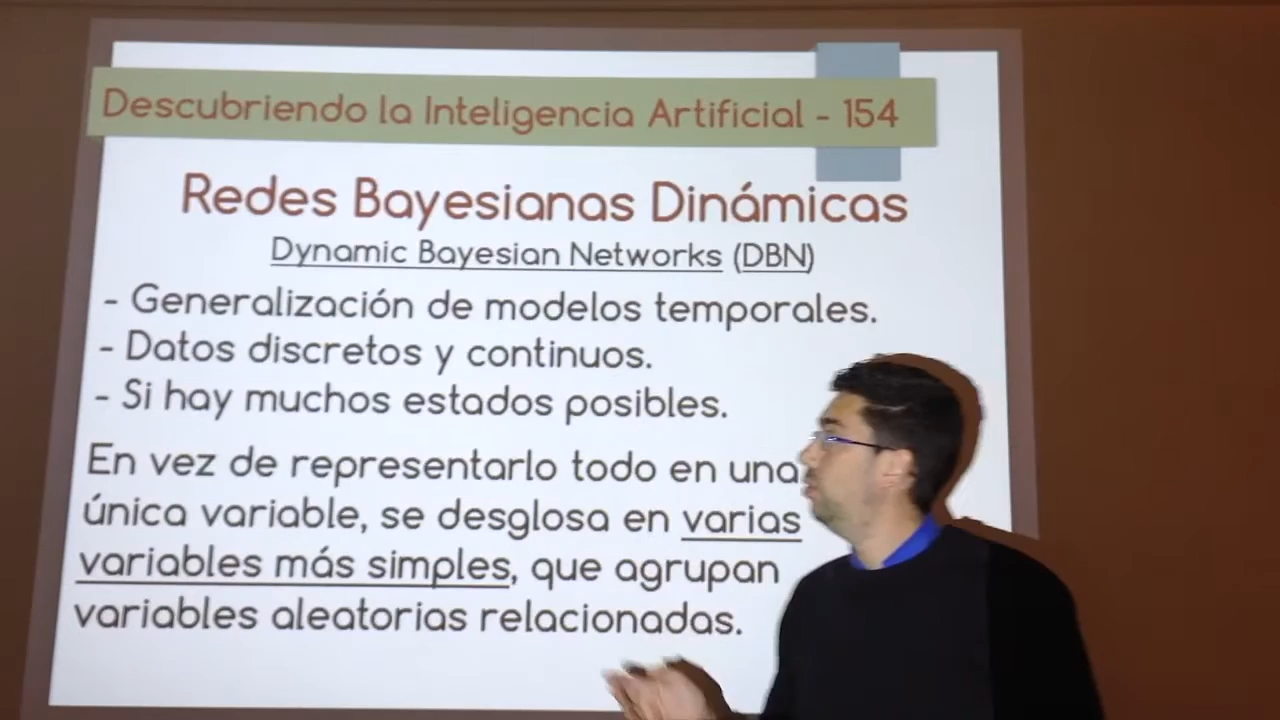 Descubriendo la Inteligencia Artificial - 154
Redes Bayesianas Dinámicas
Dynamic Bayesian Networks (DBN)
- Generalización de modelos temporales.
- Datos discretos y continuos.
- Si hay muchos estados posibles.
En vez de representarlo todo en una
única variable, se desglosa en varias
variables más simples, que agrupan
variables aleatorias relacionadas.